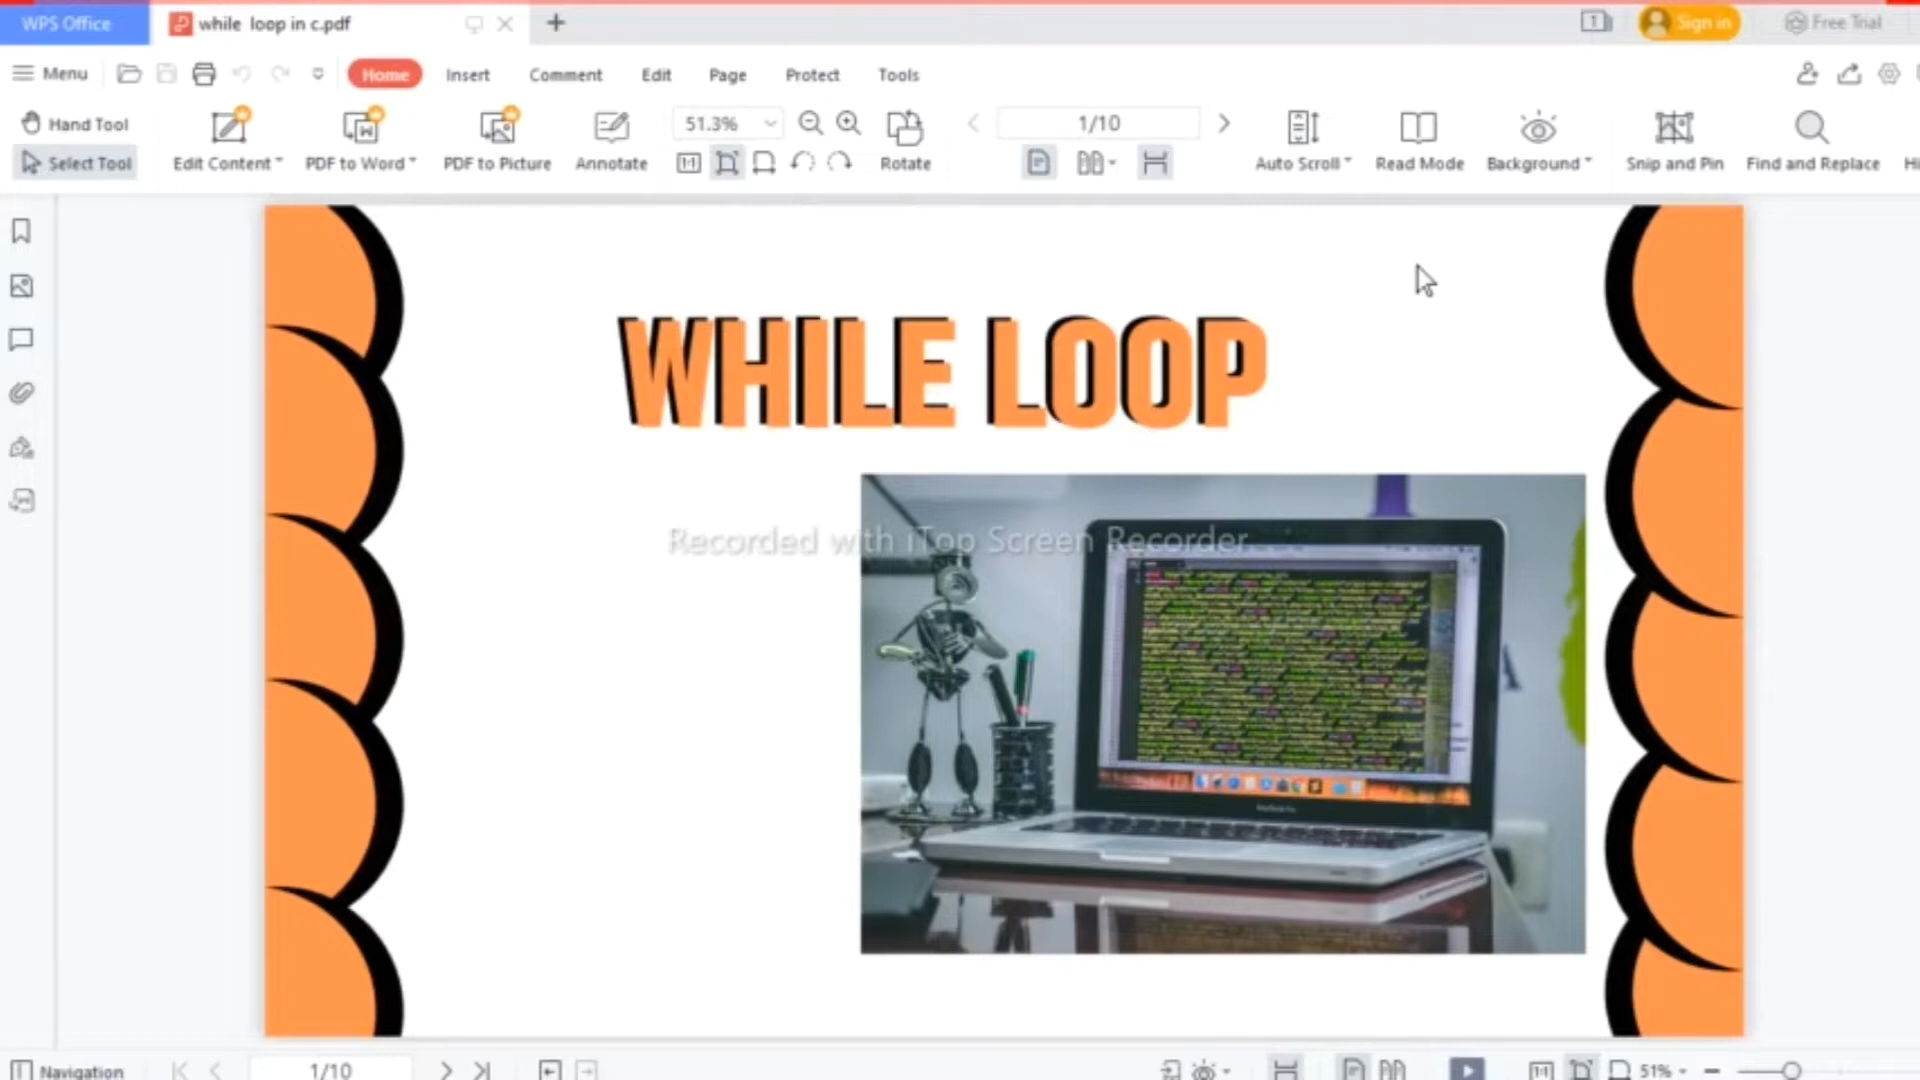 WPS Office
while loop in c.pdf
Sign in
Free Trial
Menu
Home
Insert
Comment
Edit
Page
Protect
Tools
Hand Tool
Select Tool
Edit Content
PDF to Word
PDF to Picture
Annotate
51.3%
Rotate
1/10
Auto Scroll
Read Mode
Background
Snip and Pin
Find and Replace
WHILE LOOP
Recorded with iTop Screen Recorder
Navigation
1/10
51%